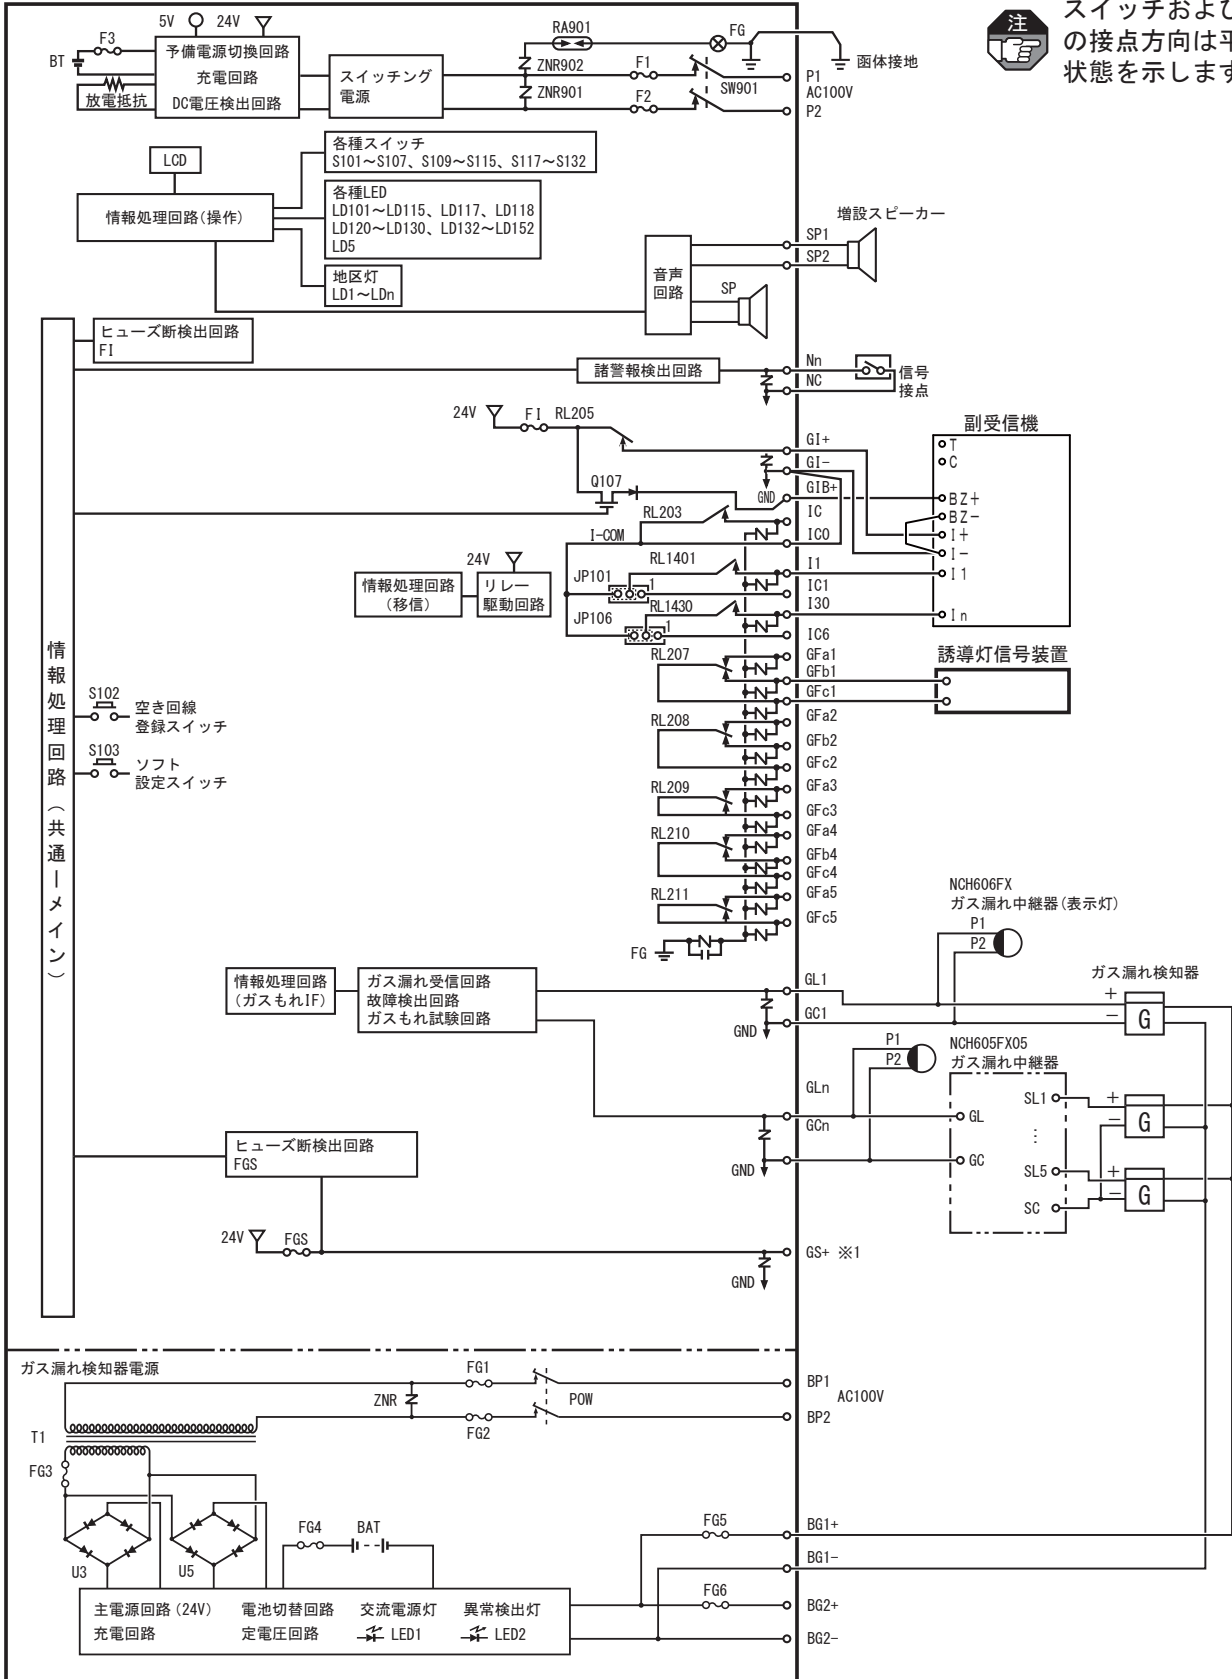 注
スイッチおよび
の接点方向は平
状態を示します
5V
24V
F3
BT
放電抵抗
予備電源切換回路
充電回路
DC電圧検出回路
スイッチング
電源
RA901
ZNR902
ZNR901
F1
F2
FG
SW901
函体接地
P1
AC100V
P2
LCD
情報処理回路(操作)
各種スイッチ
S101~S107、S109~S115、S117~S132
各種LED
LD101~LD115、LD117、LD118
LD120~LD130、LD132~LD152
LD5
地区灯
LD1~LDn
音声
回路
SP
SP1
SP2
増設スピーカー
ヒューズ断検出回路
FI
諸警報検出回路
Nn
NC
信号
接点
24V
FI
RL205
GI+
GI-
GIB+
GND
Q107
IC
RL203
IC0
I-COM
RL1401
I1
JP101
1
IC1
I30
RL1430
JP106
1
IC6
24V
情報処理回路
(移信)
リレー
駆動回路
副受信機
T
C
BZ+
BZ-
I+
I-
I1
In
誘導灯信号装置
RL207
GFa1
GFb1
GFc1
RL208
GFa2
GFb2
GFc2
RL209
GFa3
GFc3
RL210
GFa4
GFb4
GFc4
RL211
GFa5
GFc5
FG
情報処理回路(共通ーメイン)
S102
空き回線
登録スイッチ
S103
ソフト
設定スイッチ
情報処理回路
(ガスもれIF)
ガス漏れ受信回路
故障検出回路
ガスもれ試験回路
GL1
GC1
GND
NCH606FX
ガス漏れ中継器(表示灯)
P1
P2
ガス漏れ検知器
+
-
G
P1
P2
NCH605FX05
ガス漏れ中継器
GLn
GCn
GND
GL
GC
SL1
⋮
SL5
SC
+
-
G
+
-
G
ヒューズ断検出回路
FGS
24V
FGS
GS+ ※1
GND
ガス漏れ検知器電源
FG1
FG2
ZNR
POW
BP1
AC100V
BP2
T1
FG3
U3
U5
FG4
BAT
FG5
FG6
BG1+
BG1-
BG2+
BG2-
主電源回路(24V)
充電回路
電池切替回路
定電圧回路
交流電源灯
LED1
異常検出灯
LED2